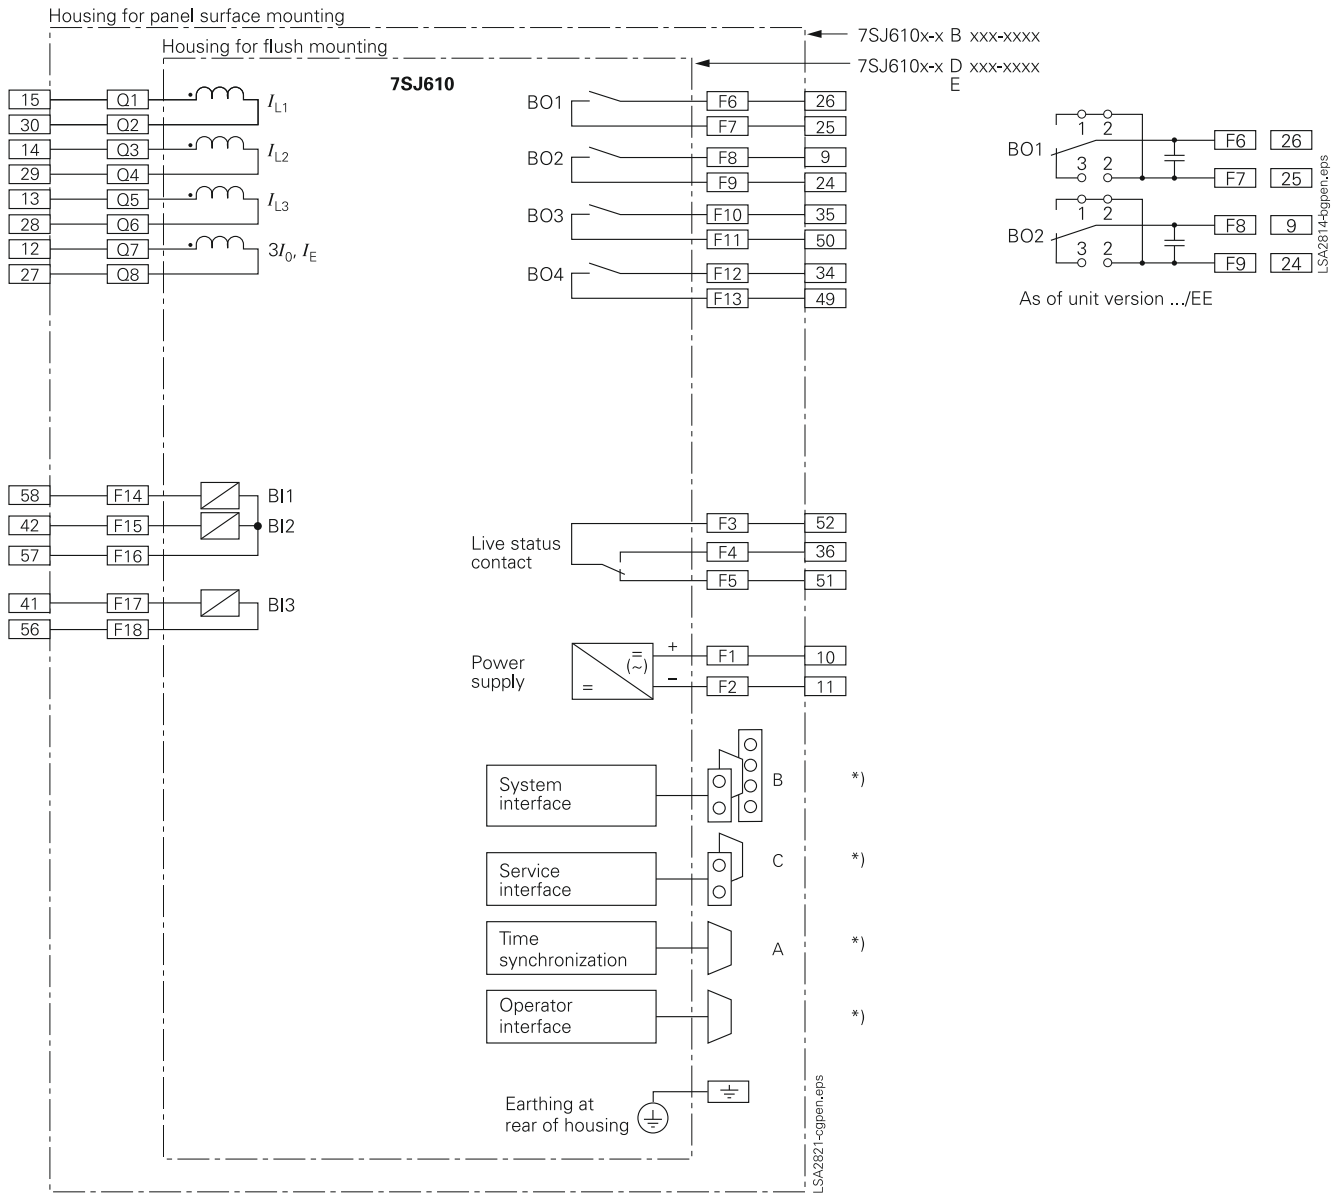 Housing for panel surface mounting
7SJ610x-x B xxx-xxxx
Housing for flush mounting
7SJ610x-x D xxx-xxxx
E
7SJ610
15 Q1 I_L1
30 Q2
14 Q3 I_L2
29 Q4
13 Q5 I_L3
28 Q6
12 Q7 3I_0, I_E
27 Q8
BO1 F6 26
F7 25
BO2 F8 9
F9 24
BO3 F10 35
F11 50
BO4 F12 34
F13 49
1 2
BO1 F6 26
3 2
F7 25
1 2
BO2 F8 9
3 2
F9 24
As of unit version .../EE
LSA2814-bgpen.eps
58 F14 BI1
42 F15 BI2
57 F16
41 F17 BI3
56 F18
Live status
contact
F3 52
F4 36
F5 51
Power
supply
= (~)
=
+ F1 10
– F2 11
System
interface
B *)
Service
interface
C *)
Time
synchronization
A *)
Operator
interface
*)
Earthing at
rear of housing
LSA2821-cgpen.eps